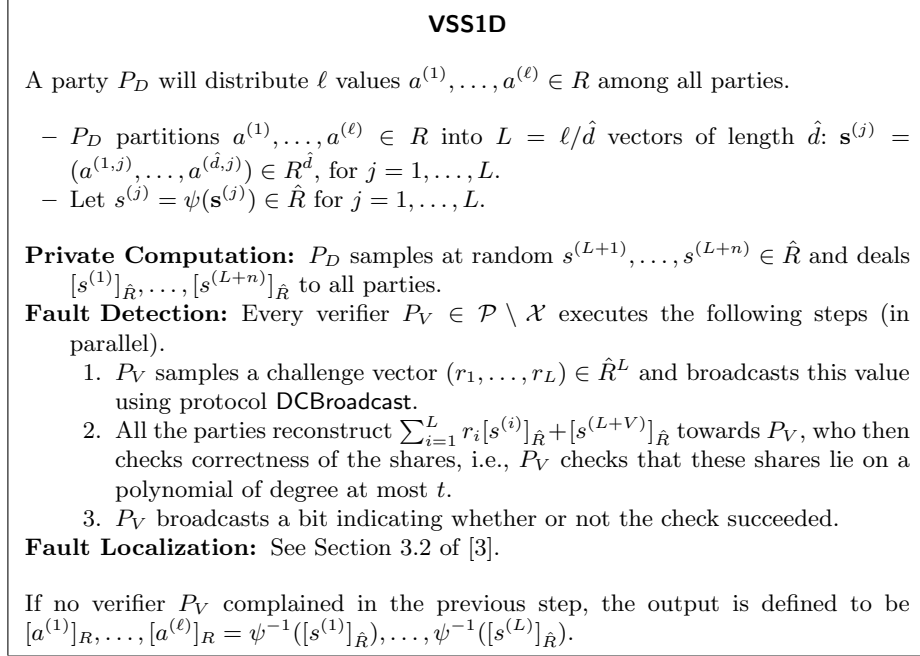 VSS1D
A party P_D will distribute ℓ values a^(1), . . . , a^(ℓ) ∈ R among all parties.
– P_D partitions a^(1), . . . , a^(ℓ) ∈ R into L = ℓ/d̂ vectors of length d̂: s^(j) =
(a^(1,j), . . . , a^(d̂,j)) ∈ R^d̂, for j = 1, . . . , L.
– Let s^(j) = ψ(s^(j)) ∈ R̂ for j = 1, . . . , L.
Private Computation: P_D samples at random s^(L+1), . . . , s^(L+n) ∈ R̂ and deals
[s^(1)]_R̂, . . . , [s^(L+n)]_R̂ to all parties.
Fault Detection: Every verifier P_V ∈ 𝒫 \ 𝒳 executes the following steps (in
parallel).
1. P_V samples a challenge vector (r_1, . . . , r_L) ∈ R̂^L and broadcasts this value
using protocol DCBroadcast.
2. All the parties reconstruct ∑_{i=1}^L r_i[s^(i)]_R̂+[s^(L+V)]_R̂ towards P_V, who then
checks correctness of the shares, i.e., P_V checks that these shares lie on a
polynomial of degree at most t.
3. P_V broadcasts a bit indicating whether or not the check succeeded.
Fault Localization: See Section 3.2 of [3].
If no verifier P_V complained in the previous step, the output is defined to be
[a^(1)]_R, . . . , [a^(ℓ)]_R = ψ^−1([s^(1)]_R̂), . . . , ψ^−1([s^(L)]_R̂).